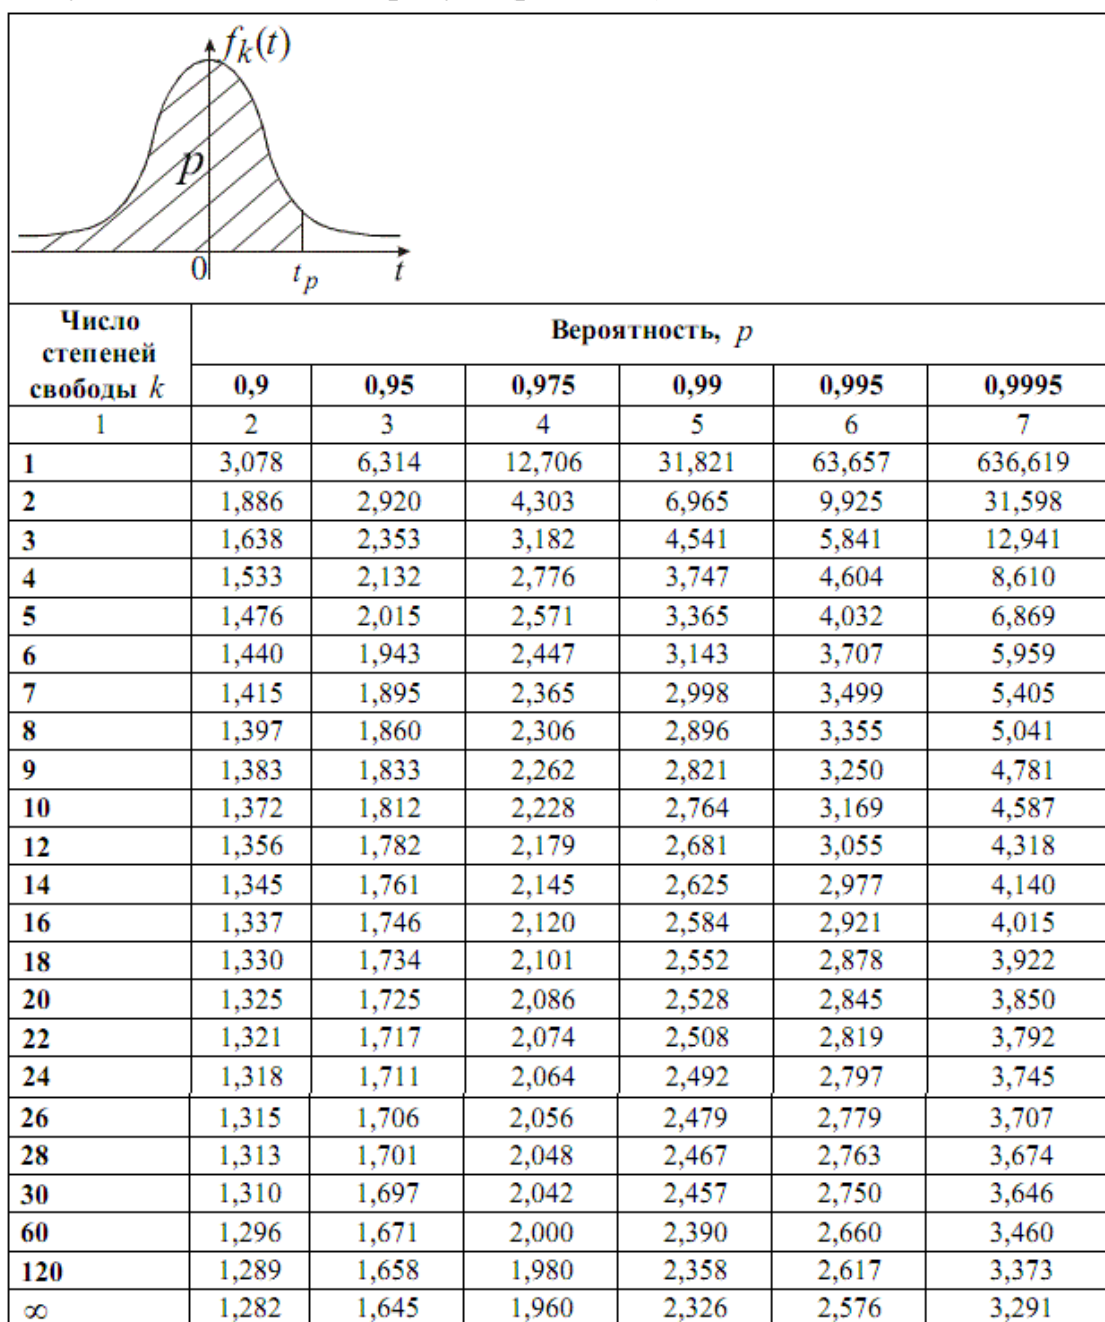 f_k(t)
p
0 t_p t
Число степеней свободы k Вероятность, p
0,9 0,95 0,975 0,99 0,995 0,9995
1 2 3 4 5 6 7
1 3,078 6,314 12,706 31,821 63,657 636,619
2 1,886 2,920 4,303 6,965 9,925 31,598
3 1,638 2,353 3,182 4,541 5,841 12,941
4 1,533 2,132 2,776 3,747 4,604 8,610
5 1,476 2,015 2,571 3,365 4,032 6,869
6 1,440 1,943 2,447 3,143 3,707 5,959
7 1,415 1,895 2,365 2,998 3,499 5,405
8 1,397 1,860 2,306 2,896 3,355 5,041
9 1,383 1,833 2,262 2,821 3,250 4,781
10 1,372 1,812 2,228 2,764 3,169 4,587
12 1,356 1,782 2,179 2,681 3,055 4,318
14 1,345 1,761 2,145 2,625 2,977 4,140
16 1,337 1,746 2,120 2,584 2,921 4,015
18 1,330 1,734 2,101 2,552 2,878 3,922
20 1,325 1,725 2,086 2,528 2,845 3,850
22 1,321 1,717 2,074 2,508 2,819 3,792
24 1,318 1,711 2,064 2,492 2,797 3,745
26 1,315 1,706 2,056 2,479 2,779 3,707
28 1,313 1,701 2,048 2,467 2,763 3,674
30 1,310 1,697 2,042 2,457 2,750 3,646
60 1,296 1,671 2,000 2,390 2,660 3,460
120 1,289 1,658 1,980 2,358 2,617 3,373
∞ 1,282 1,645 1,960 2,326 2,576 3,291